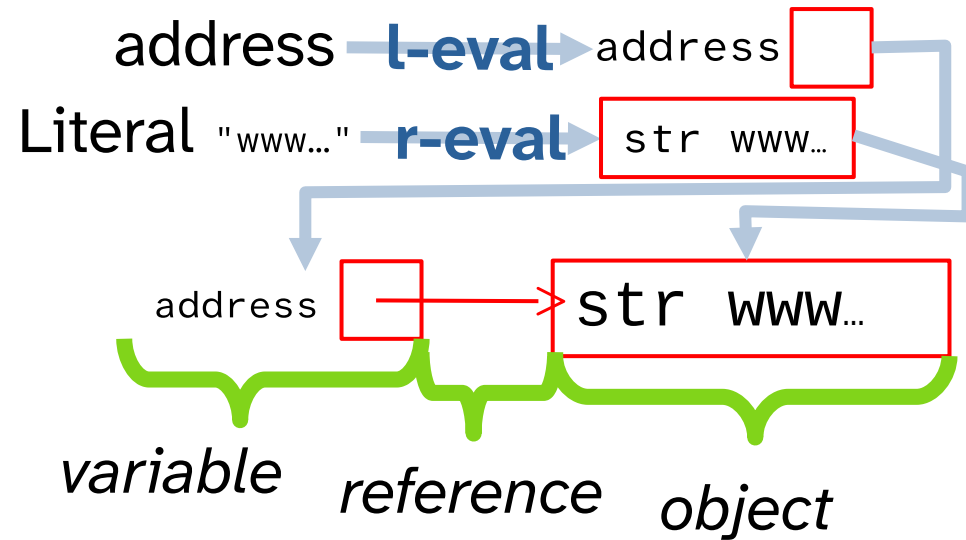 address l-eval address
Literal "www…" r-eval str www…
address str www…
variable reference object